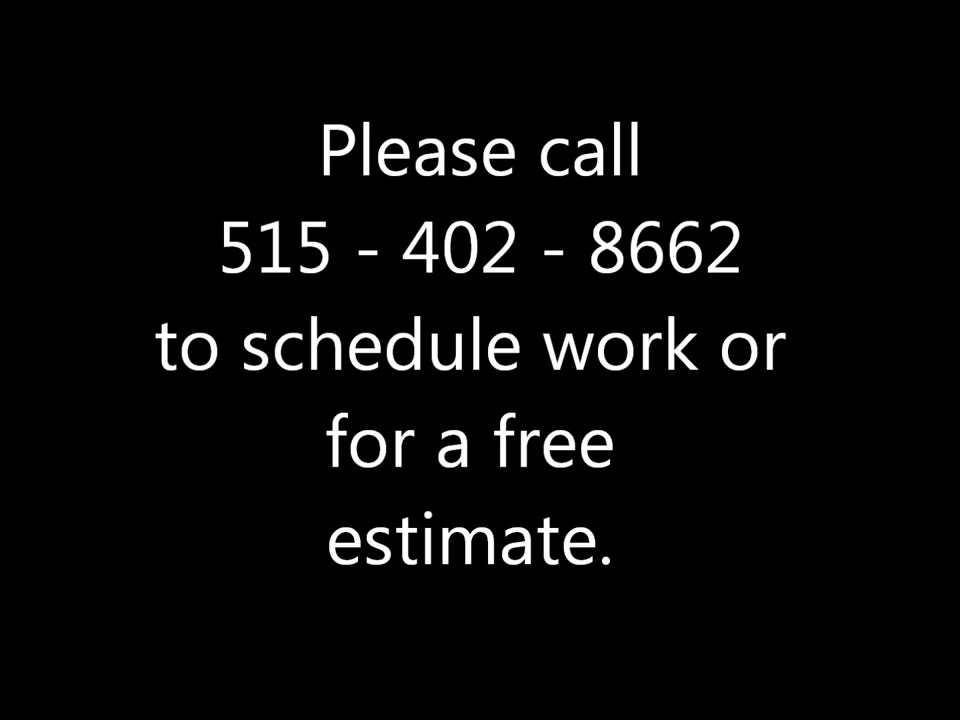 Please call
515 - 402 - 8662
to schedule work or
for a free
estimate.